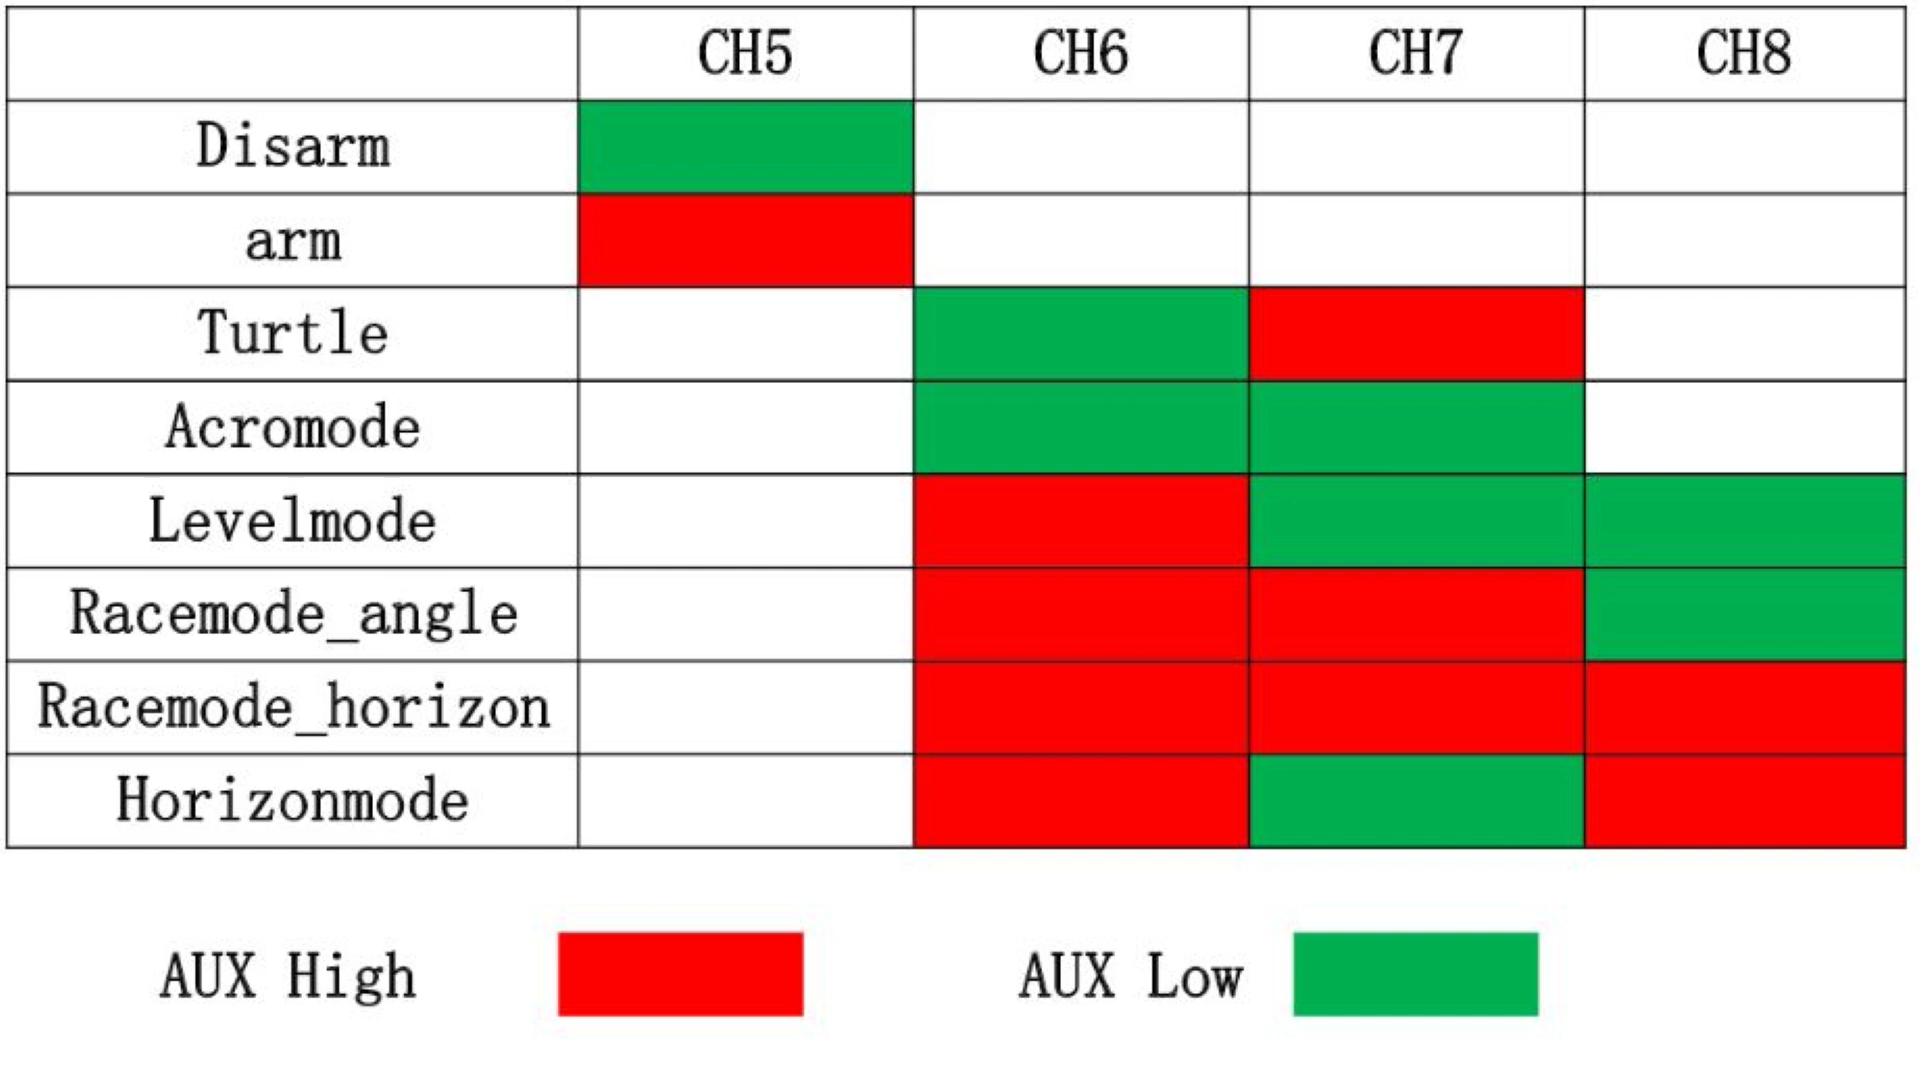 CH5 CH6 CH7 CH8
Disarm
arm
Turtle
Acromode
Levelmode
Racemode_angle
Racemode_horizon
Horizonmode
AUX High AUX Low